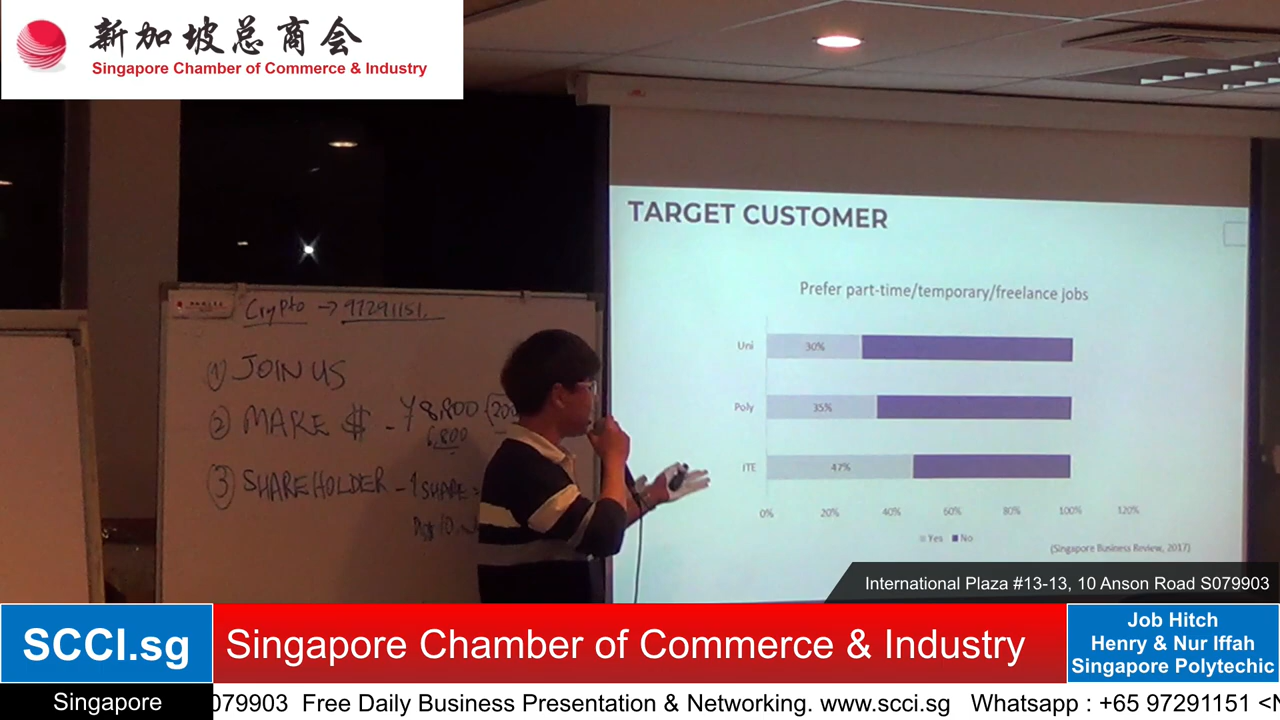 新加坡总商会
Singapore Chamber of Commerce & Industry
Crypto → 97291151
① JOIN US
② MAKE $ - 78,800 (200
6,800
③ SHAREHOLDER - 1 SHARE =
TARGET CUSTOMER
Prefer part-time/temporary/freelance jobs
Uni 30%
Poly 35%
ITE 47%
0% 20% 40% 60% 80% 100% 120%
Yes No
(Singapore Business Review, 2017)
International Plaza #13-13, 10 Anson Road S079903
SCCI.sg
Singapore Chamber of Commerce & Industry
Job Hitch
Henry & Nur Iffah
Singapore Polytechic
Singapore
079903 Free Daily Business Presentation & Networking. www.scci.sg Whatsapp : +65 97291151 <N